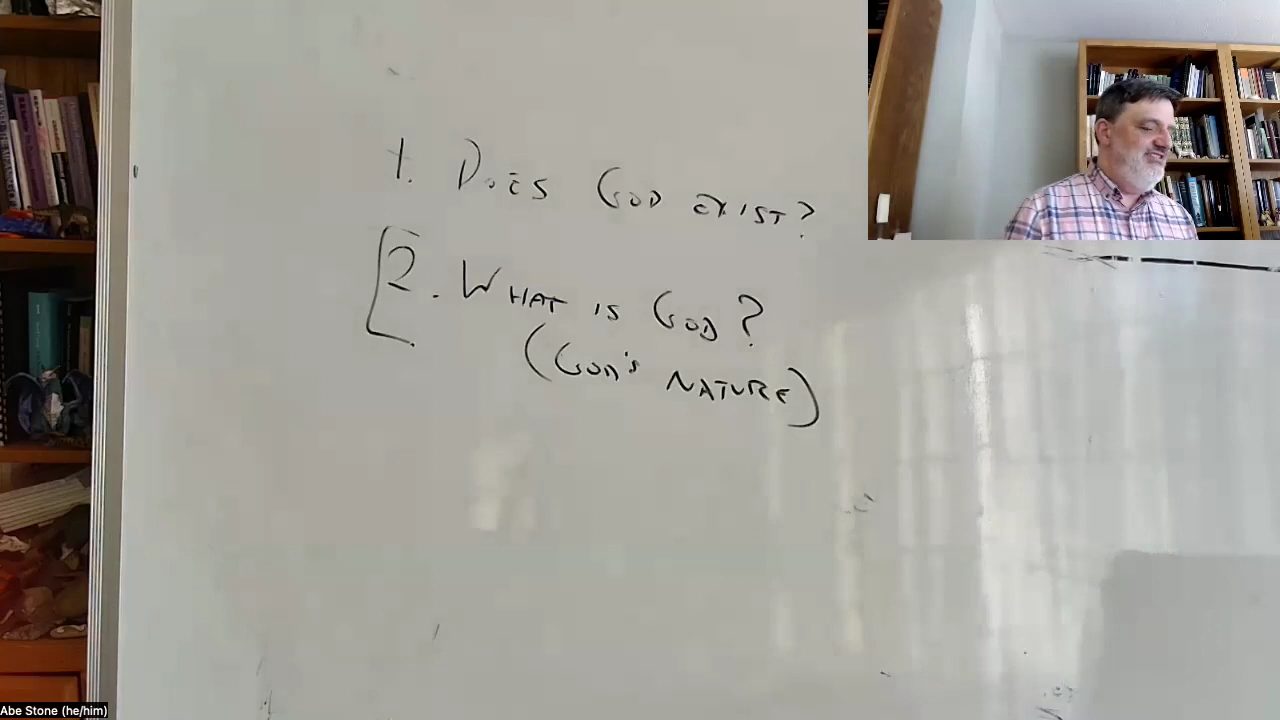 1. DOES GOD EXIST?
2. WHAT IS GOD?
(GOD'S NATURE)
Abe Stone (he/him)